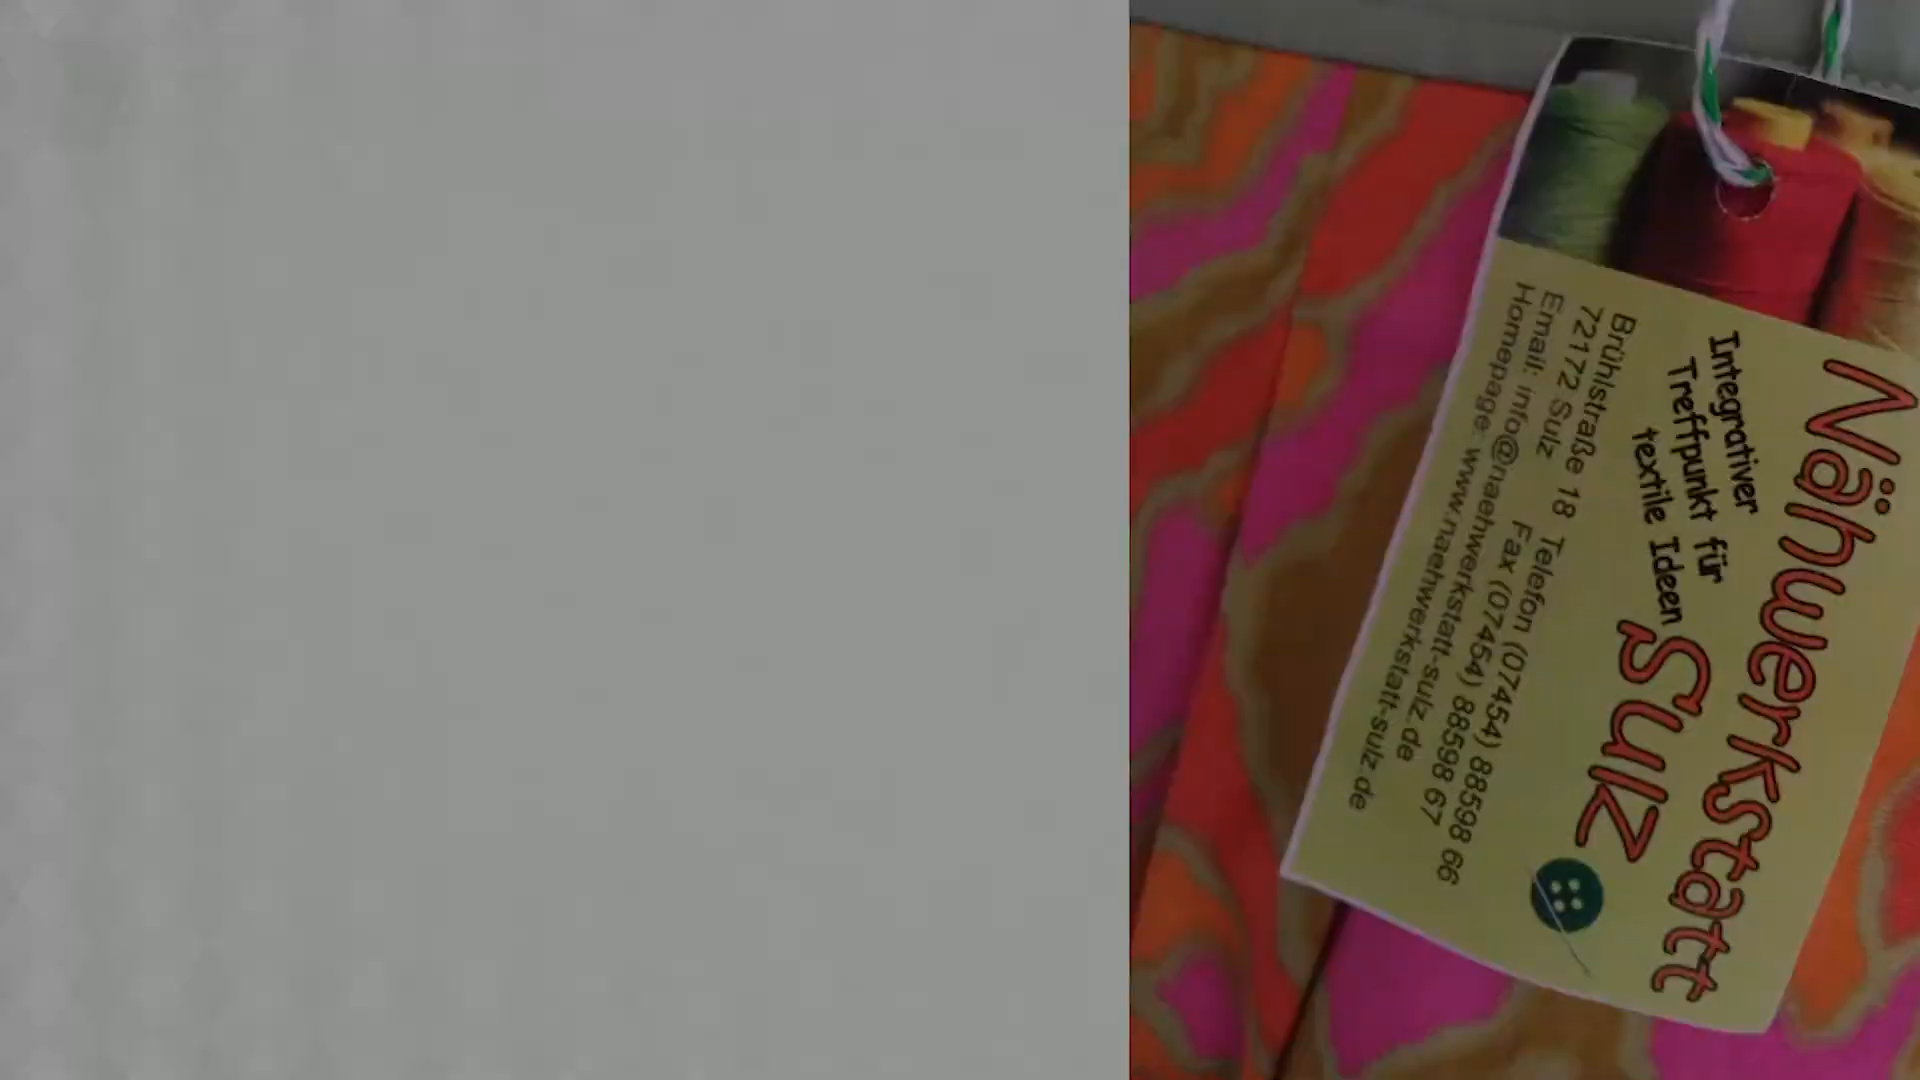 Nähwerkstatt
Sulz
Integrativer
Treffpunkt für
textile Ideen
Brühlstraße 18 Telefon (07454) 88598 66
72172 Sulz Fax (07454) 88598 67
Email: info@naehwerkstatt-sulz.de
Homepage: www.naehwerkstatt-sulz.de